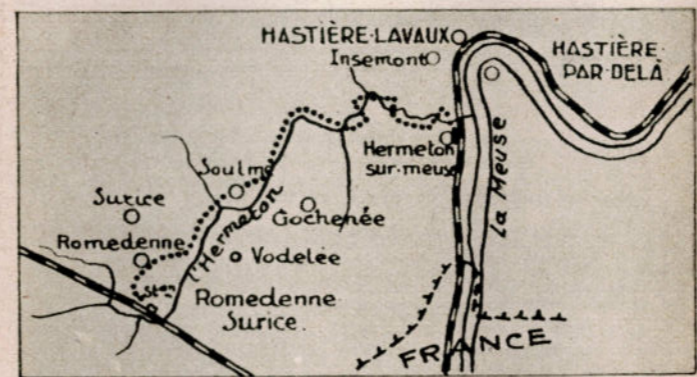 HASTIÈRE-LAVAUX
Insemont
HASTIÈRE
PAR-DELÀ
Hermeton
sur-meuse
La Meuse
Soulme
Surice
Gochenée
l'Hermeton
Romedenne
Vodelée
Ston
Romedenne
Surice.
FRANCE